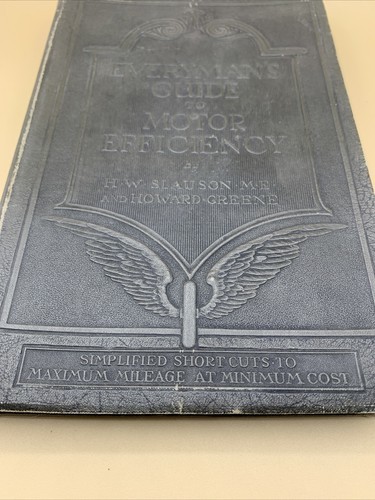 EVERYMAN'S
GUIDE
TO
MOTOR
EFFICIENCY
BY
H·W·SLAUSON·M·E·
AND HOWARD·GREENE
SIMPLIFIED SHORT CUTS·TO
MAXIMUM MILEAGE AT MINIMUM COST